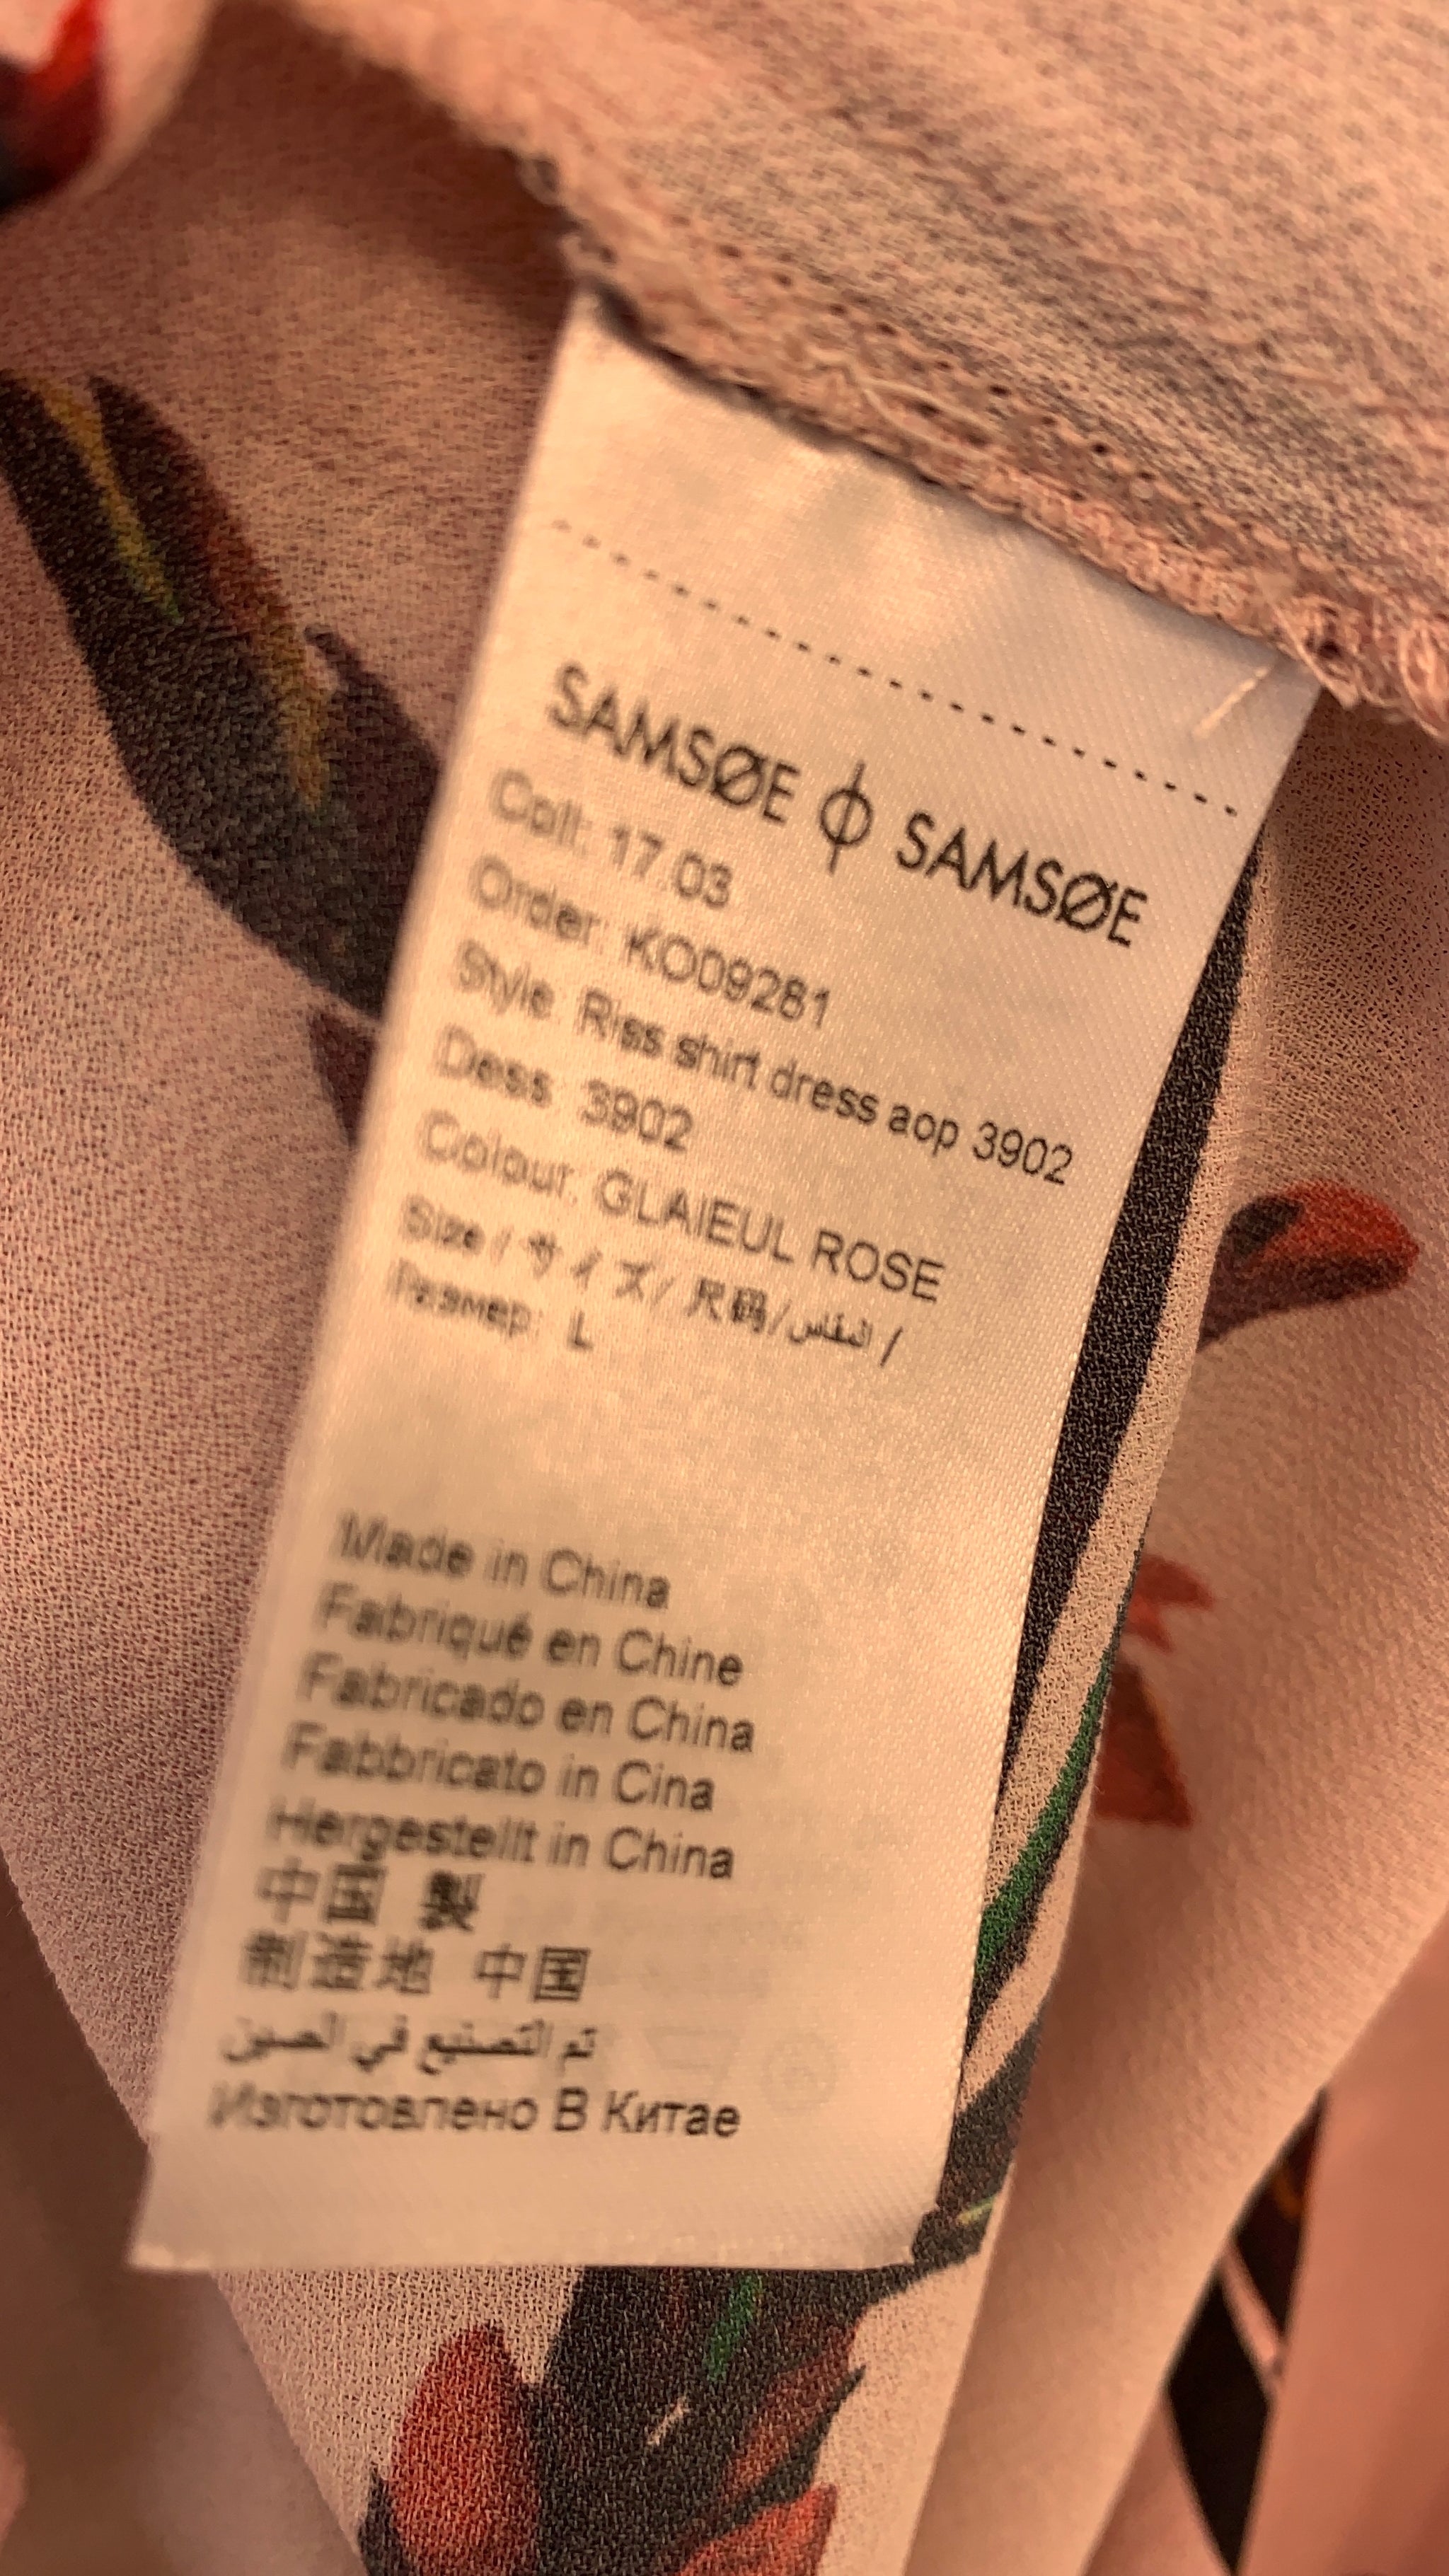 SAMSØE ϕ SAMSØE
Coll: 17.03
Order: KO09281
Style: Riss shirt dress aop 3902
Dess: 3902
Colour: GLAIEUL ROSE
Size / サイズ/ 尺码/ المقاس /
Размер: L
Made in China
Fabriqué en Chine
Fabricado en China
Fabbricato in Cina
Hergestellt in China
中国 製
制造地 中国
تم التصنيع في الصين
Изготовлено В Китае